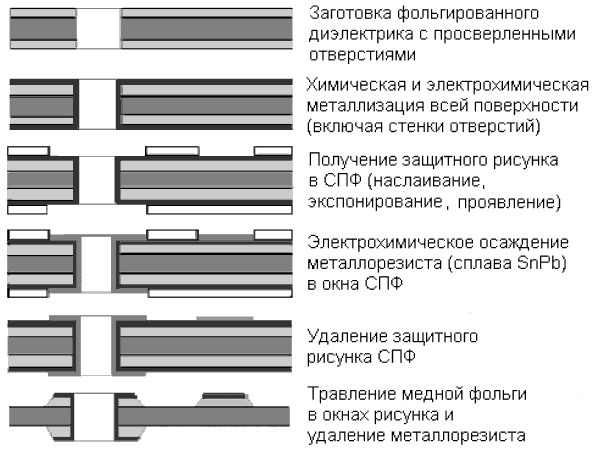 Заготовка фольгированного
диэлектрика с просверленными
отверстиями
Химическая и электрохимическая
металлизация всей поверхности
(включая стенки отверстий)
Получение защитного рисунка
в СПФ (наслаивание,
экспонирование, проявление)
Электрохимическое осаждение
металлорезиста (сплава SnPb)
в окна СПФ
Удаление защитного
рисунка СПФ
Травление медной фольги
в окнах рисунка и
удаление металлорезиста